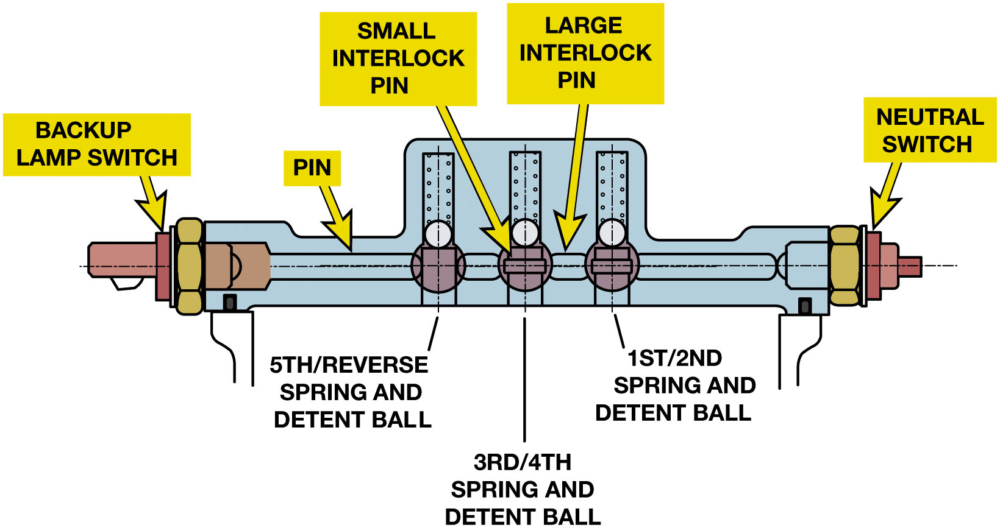 SMALL
INTERLOCK
PIN
LARGE
INTERLOCK
PIN
BACKUP
LAMP SWITCH
PIN
NEUTRAL
SWITCH
5TH/REVERSE
SPRING AND
DETENT BALL
1ST/2ND
SPRING AND
DETENT BALL
3RD/4TH
SPRING AND
DETENT BALL